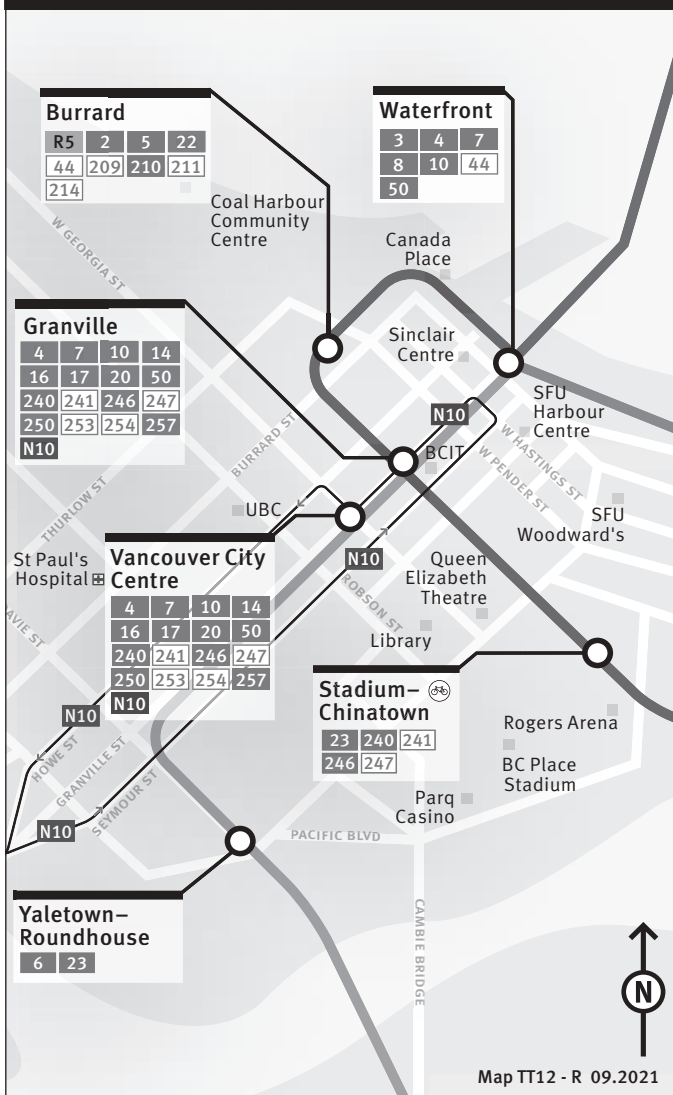 Burrard
R5 2 5 22
44 209 210 211
214
Waterfront
3 4 7
8 10 44
50
Coal Harbour
Community
Centre
Canada
Place
W GEORGIA ST
Granville
4 7 10 14
16 17 20 50
240 241 246 247
250 253 254 257
N10
Sinclair
Centre
SFU
Harbour
Centre
N10
BURRARD ST
BCIT
W HASTINGS ST
W PENDER ST
THURLOW ST
UBC
SFU
Woodward's
St Paul's
Hospital
Vancouver City
Centre
4 7 10 14
16 17 20 50
240 241 246 247
250 253 254 257
N10
N10
Queen
Elizabeth
Theatre
ROBSON ST
Library
AVIE ST
Stadium–
Chinatown
23 240 241
246 247
Rogers Arena
BC Place
Stadium
Parq
Casino
N10
HOWE ST
GRANVILLE ST
SEYMOUR ST
N10
PACIFIC BLVD
CAMBIE BRIDGE
Yaletown–
Roundhouse
6 23
N
Map TT12 - R 09.2021